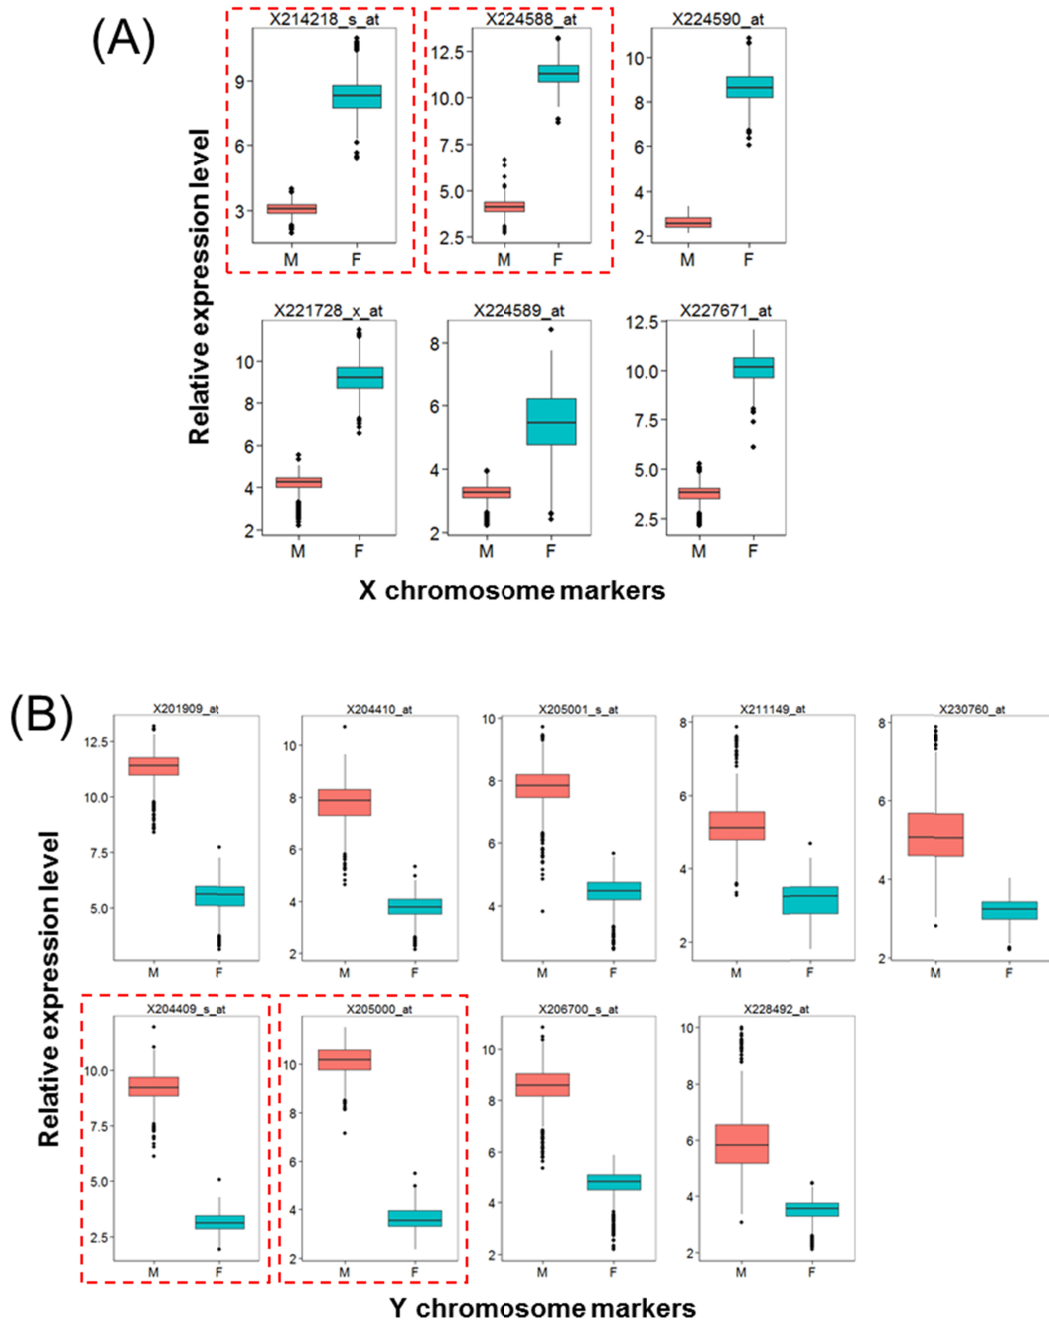 (A)
X214218_s_at
X224588_at
X224590_at
Relative expression level
9
6
3
M F
12.5
10.0
7.5
5.0
2.5
M F
10
8
6
4
2
M F
X221728_x_at
X224589_at
X227671_at
10
8
6
4
2
M F
8
6
4
2
M F
12.5
10.0
7.5
5.0
2.5
M F
X chromosome markers
(B)
X201909_at
X204410_at
X205001_s_at
X211149_at
X230760_at
Relative expression level
12.5
10.0
7.5
5.0
M F
10
8
6
4
2
M F
10
8
6
4
M F
8
6
4
2
M F
8
6
4
2
M F
X204409_s_at
X205000_at
X206700_s_at
X228492_at
10.0
7.5
5.0
2.5
M F
10
8
6
4
2
M F
10
8
6
4
2
M F
10
8
6
4
2
M F
Y chromosome markers